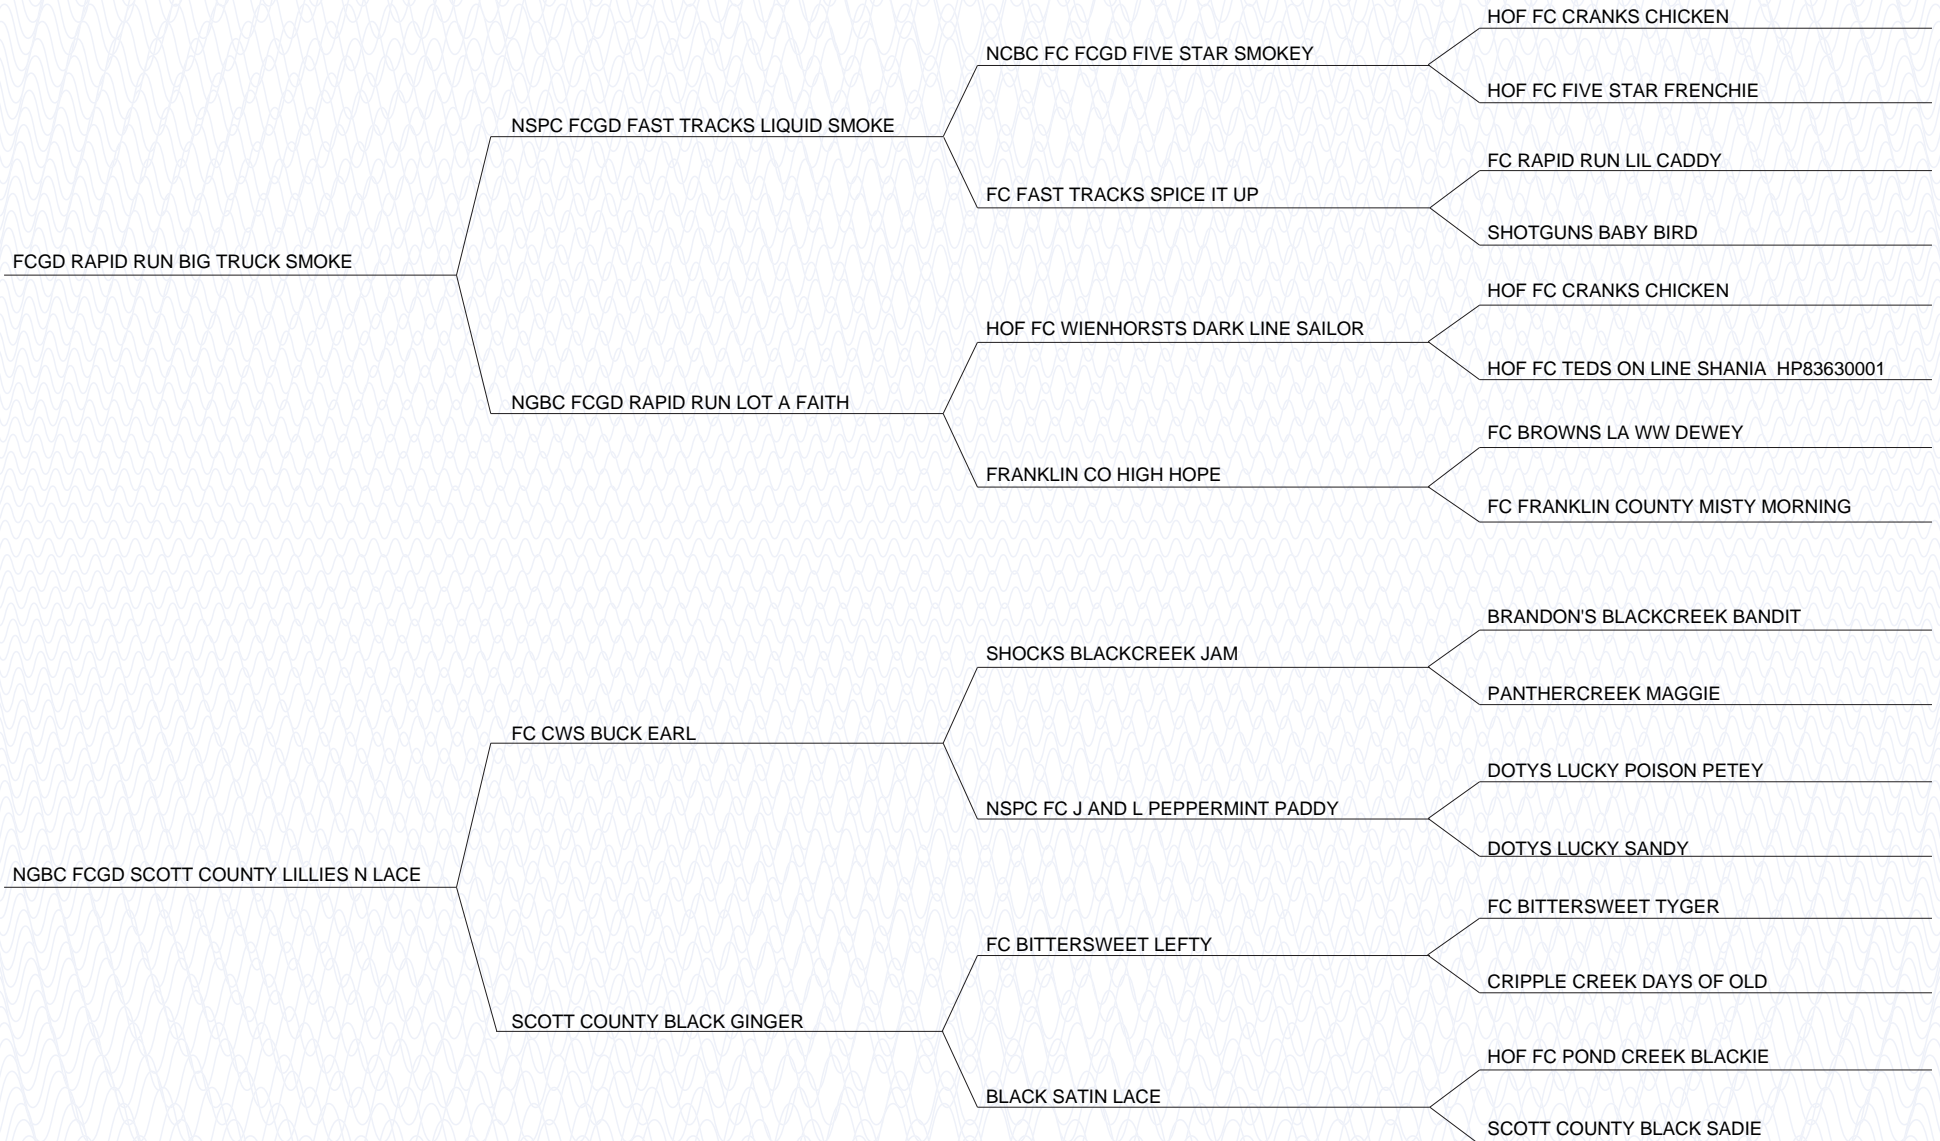 HOF FC CRANKS CHICKEN
NCBC FC FCGD FIVE STAR SMOKEY
HOF FC FIVE STAR FRENCHIE
NSPC FCGD FAST TRACKS LIQUID SMOKE
FC RAPID RUN LIL CADDY
FC FAST TRACKS SPICE IT UP
SHOTGUNS BABY BIRD
FCGD RAPID RUN BIG TRUCK SMOKE
HOF FC CRANKS CHICKEN
HOF FC WIENHORSTS DARK LINE SAILOR
HOF FC TEDS ON LINE SHANIA  HP83630001
NGBC FCGD RAPID RUN LOT A FAITH
FC BROWNS LA WW DEWEY
FRANKLIN CO HIGH HOPE
FC FRANKLIN COUNTY MISTY MORNING
BRANDON'S BLACKCREEK BANDIT
SHOCKS BLACKCREEK JAM
PANTHERCREEK MAGGIE
FC CWS BUCK EARL
DOTYS LUCKY POISON PETEY
NSPC FC J AND L PEPPERMINT PADDY
DOTYS LUCKY SANDY
NGBC FCGD SCOTT COUNTY LILLIES N LACE
FC BITTERSWEET TYGER
FC BITTERSWEET LEFTY
CRIPPLE CREEK DAYS OF OLD
SCOTT COUNTY BLACK GINGER
HOF FC POND CREEK BLACKIE
BLACK SATIN LACE
SCOTT COUNTY BLACK SADIE